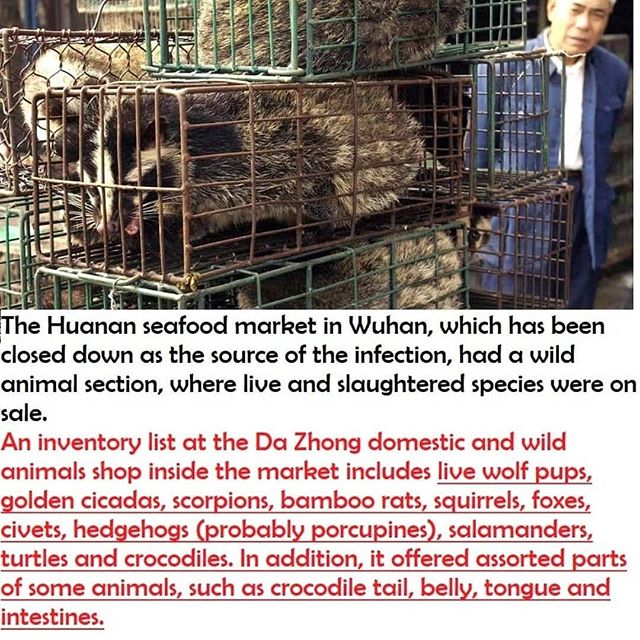 The Huanan seafood market in Wuhan, which has been
closed down as the source of the infection, had a wild
animal section, where live and slaughtered species were on
sale.
An inventory list at the Da Zhong domestic and wild
animals shop inside the market includes live wolf pups,
golden cicadas, scorpions, bamboo rats, squirrels, foxes,
civets, hedgehogs (probably porcupines), salamanders,
turtles and crocodiles. In addition, it offered assorted parts
of some animals, such as crocodile tail, belly, tongue and
intestines.